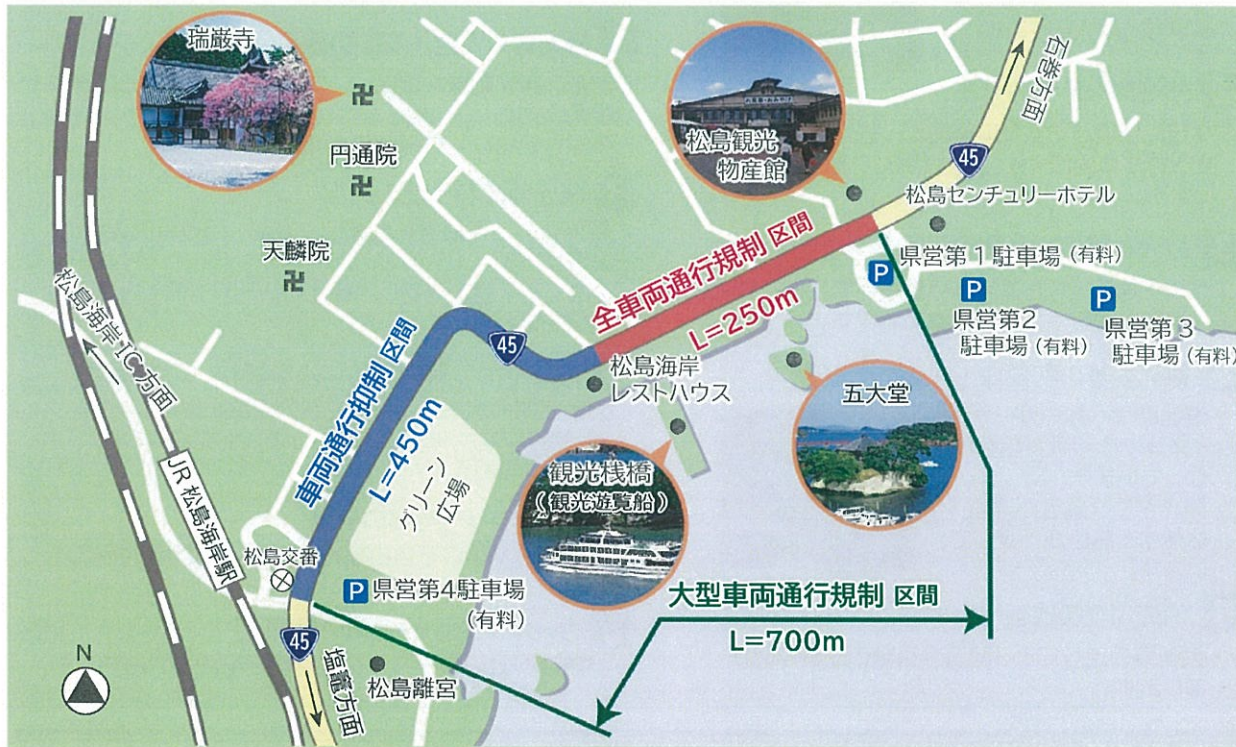 瑞巌寺
円通院
天麟院
松島観光
物産館
石巻方面
45
松島センチュリーホテル
全車両通行規制 区間
L=250m
P 県営第1駐車場 (有料)
P
県営第2
駐車場 (有料)
P
県営第3
駐車場 (有料)
45
松島海岸
レストハウス
五大堂
車両通行抑制 区間
L=450m
グリーン
広場
観光桟橋
(観光遊覧船)
松島海岸 IC 方面
JR 松島海岸駅
松島交番
P 県営第4駐車場
(有料)
大型車両通行規制 区間
L=700m
45
塩竈方面
松島離宮
N